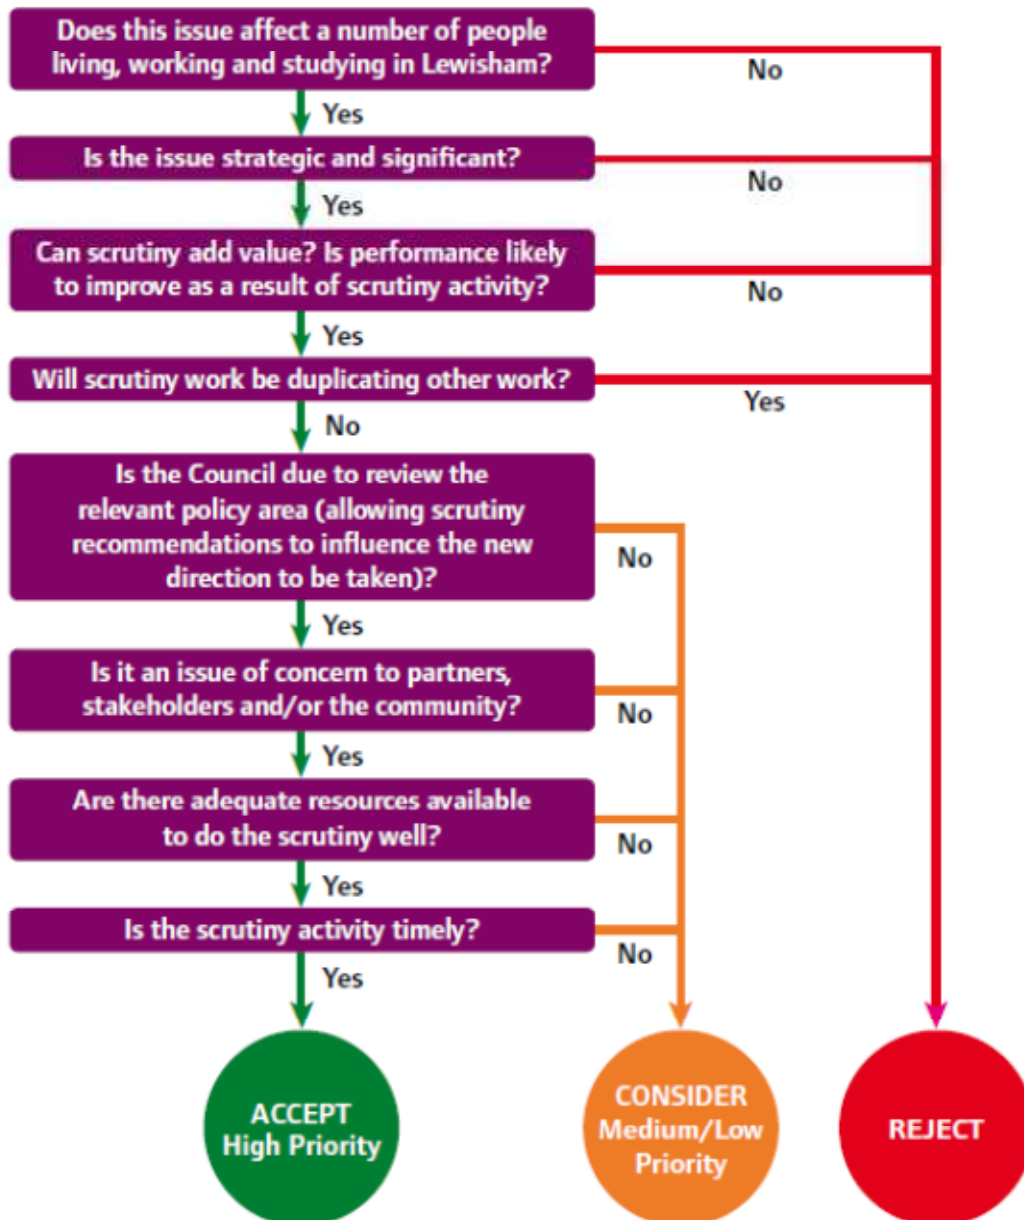 Does this issue affect a number of people
living, working and studying in Lewisham?
No
Yes
Is the issue strategic and significant?
No
Yes
Can scrutiny add value? Is performance likely
to improve as a result of scrutiny activity?
No
Yes
Will scrutiny work be duplicating other work?
Yes
No
Is the Council due to review the
relevant policy area (allowing scrutiny
recommendations to influence the new
direction to be taken)?
No
Yes
Is it an issue of concern to partners,
stakeholders and/or the community?
No
Yes
Are there adequate resources available
to do the scrutiny well?
No
Yes
Is the scrutiny activity timely?
No
Yes
ACCEPT
High Priority
CONSIDER
Medium/Low
Priority
REJECT